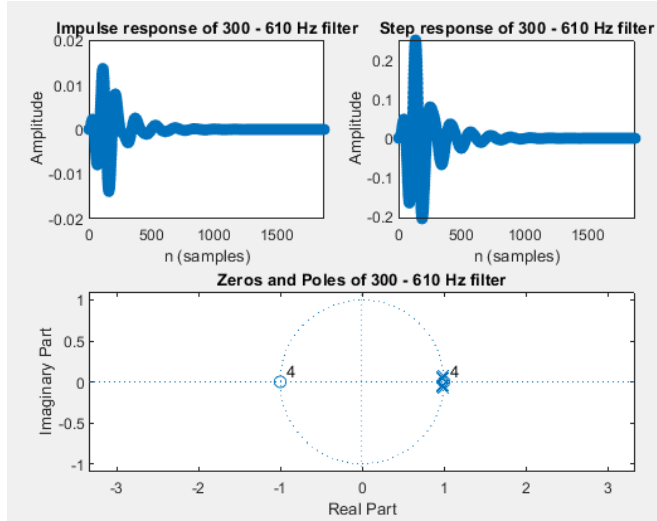 Impulse response of 300 - 610 Hz filter
0.02
0.01
0
-0.01
-0.02
Amplitude
0 500 1000 1500
n (samples)
Step response of 300 - 610 Hz filter
0.2
0.1
0
-0.1
-0.2
Amplitude
0 500 1000 1500
n (samples)
Zeros and Poles of 300 - 610 Hz filter
1
0.5
0
-0.5
-1
Imaginary Part
4 4
-3 -2 -1 0 1 2 3
Real Part